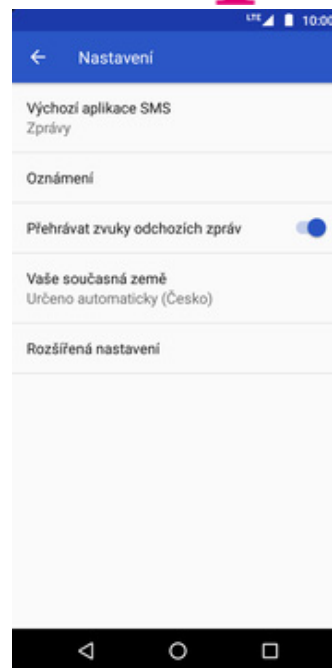 LTE 10:00
Nastavení
Výchozí aplikace SMS
Zprávy
Oznámení
Přehrávat zvuky odchozích zpráv
Vaše současná země
Určeno automaticky (Česko)
Rozšířená nastavení